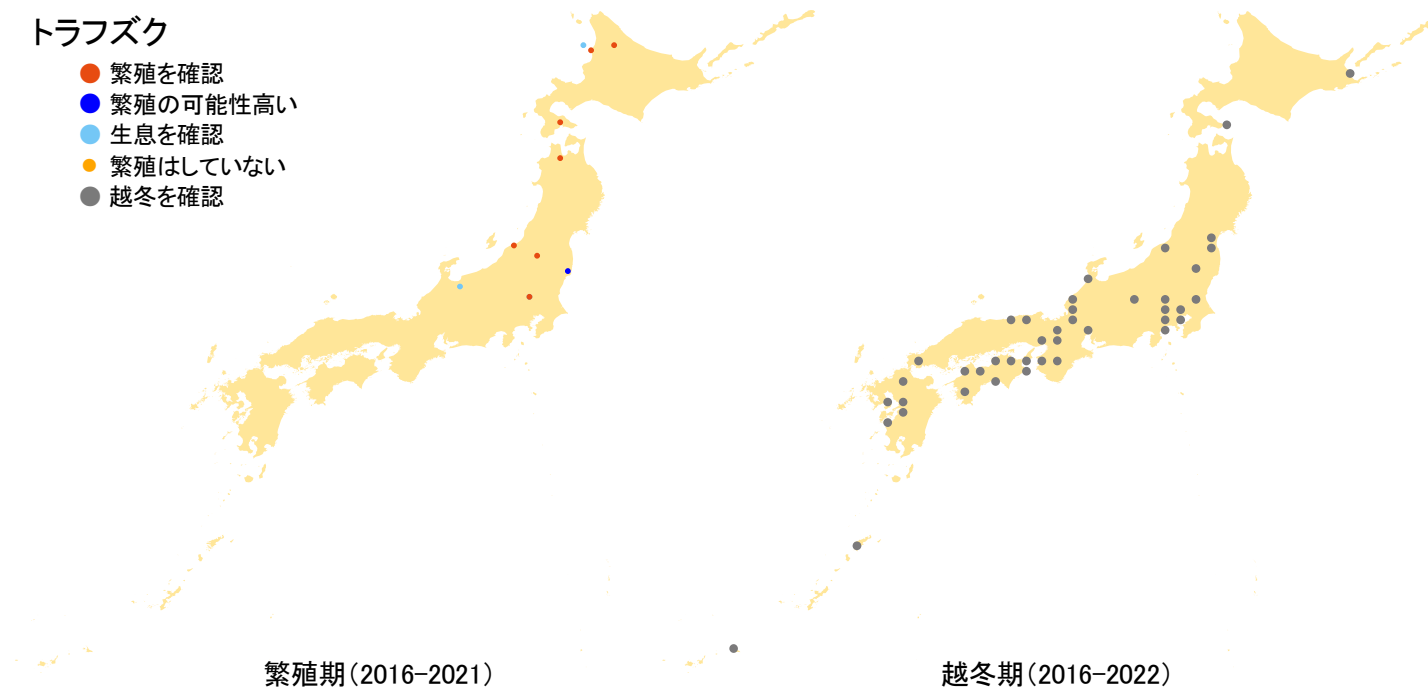 トラフズク
繁殖を確認
繁殖の可能性高い
生息を確認
繁殖はしていない
越冬を確認
繁殖期(2016-2021)
越冬期(2016-2022)